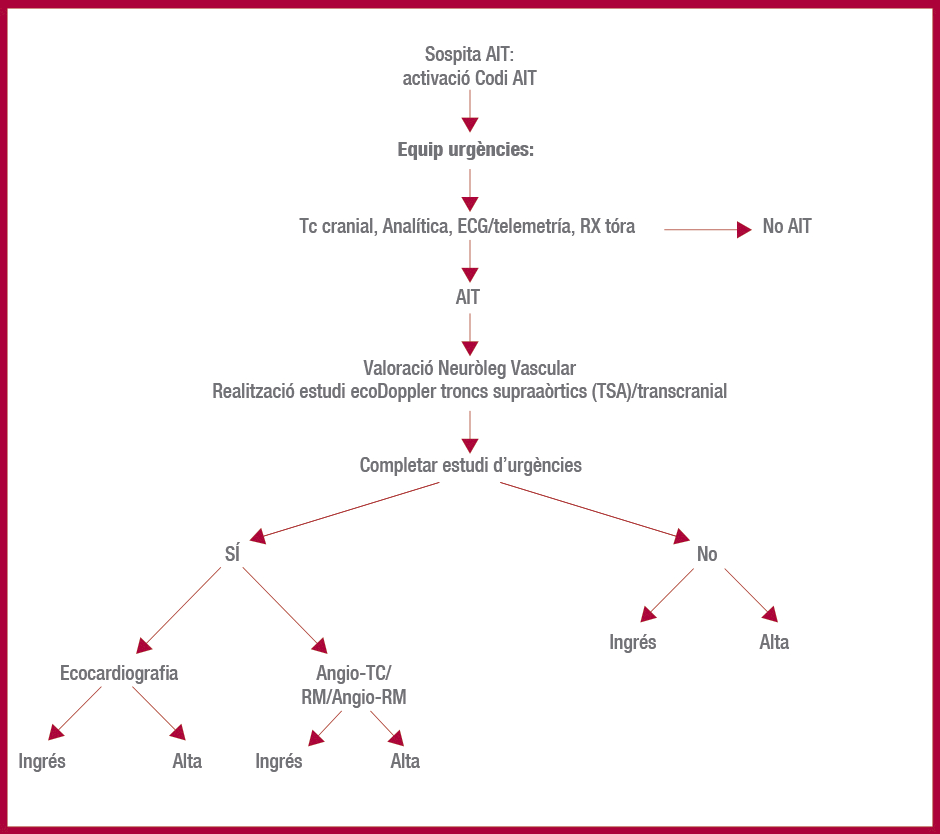 Sospita AIT:
activació Codi AIT
Equip urgències:
Tc cranial, Analítica, ECG/telemetría, RX tóra
No AIT
AIT
Valoració Neuròleg Vascular
Realització estudi ecoDoppler troncs supraaòrtics (TSA)/transcranial
Completar estudi d’urgències
SÍ
No
Ingrés
Alta
Ecocardiografia
Angio-TC/
RM/Angio-RM
Ingrés
Alta
Ingrés
Alta